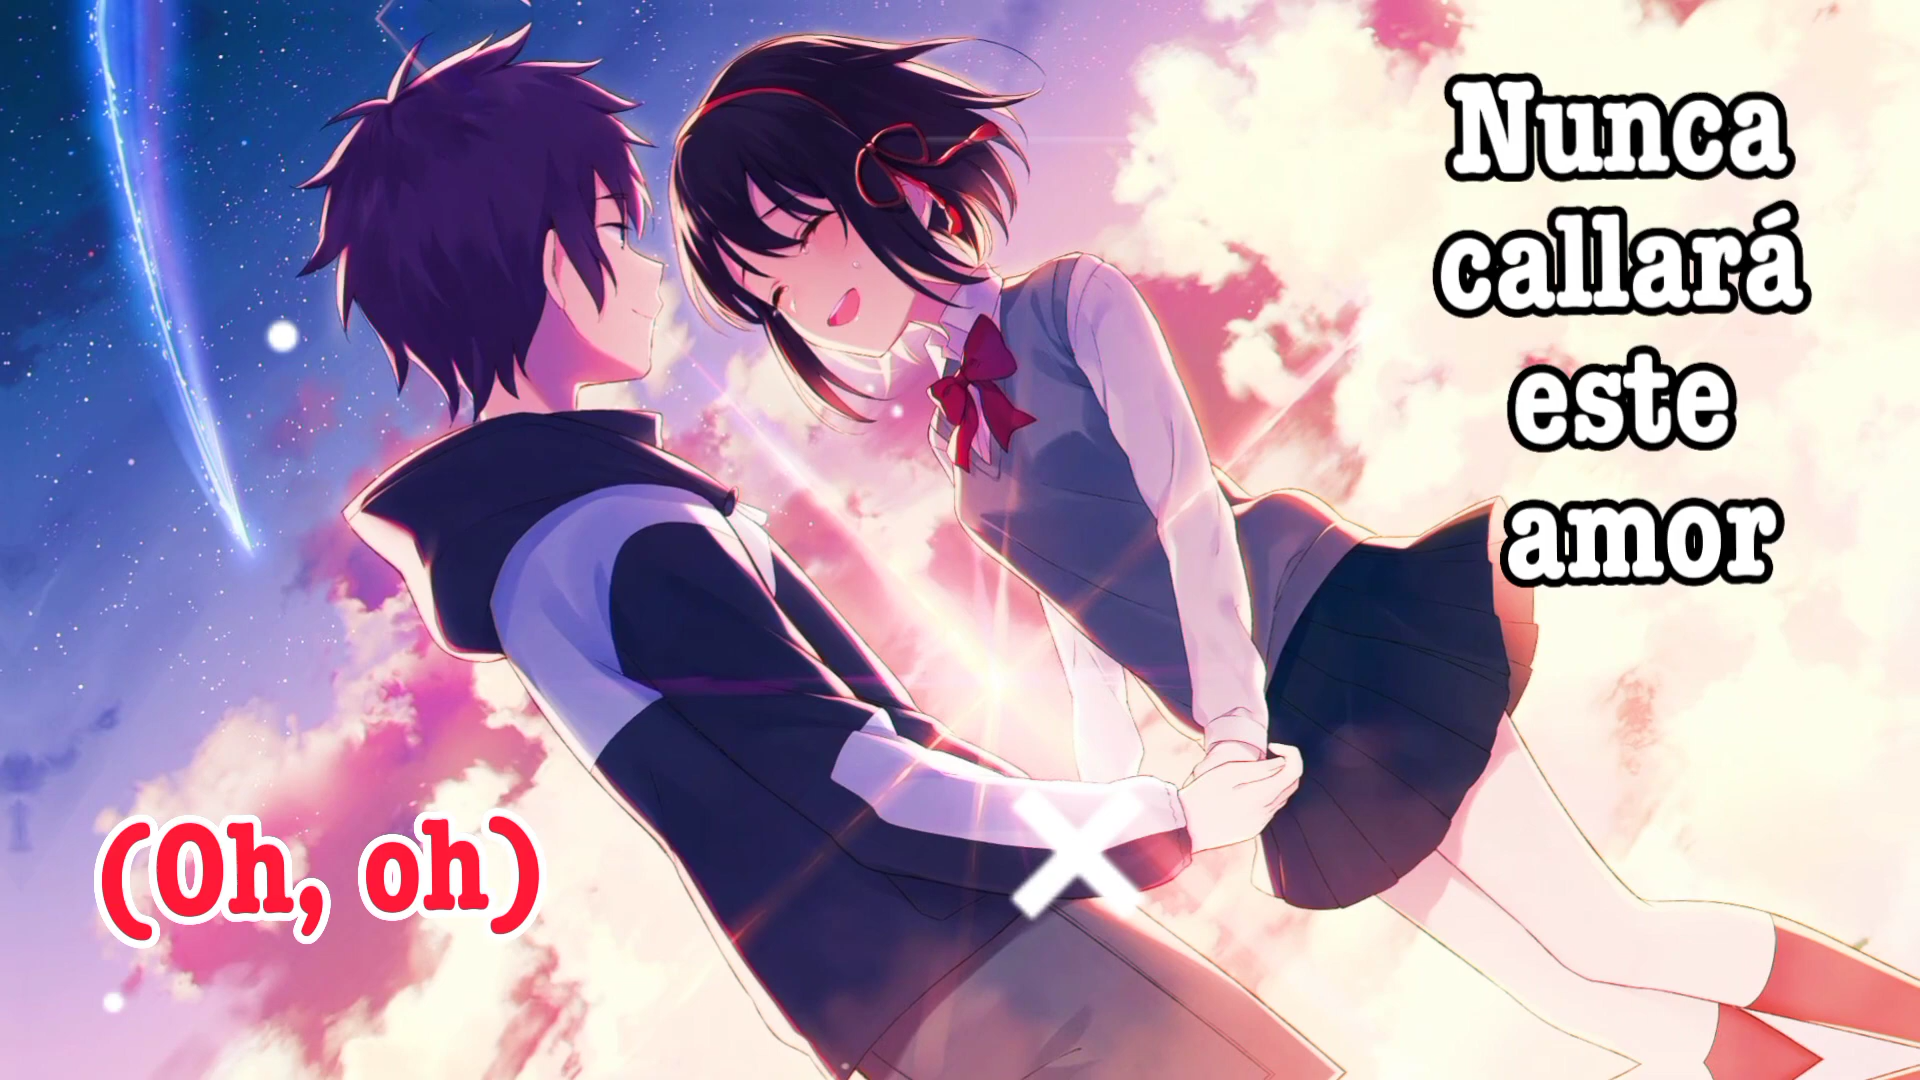 Nunca
callará
este
amor
(Oh, oh)